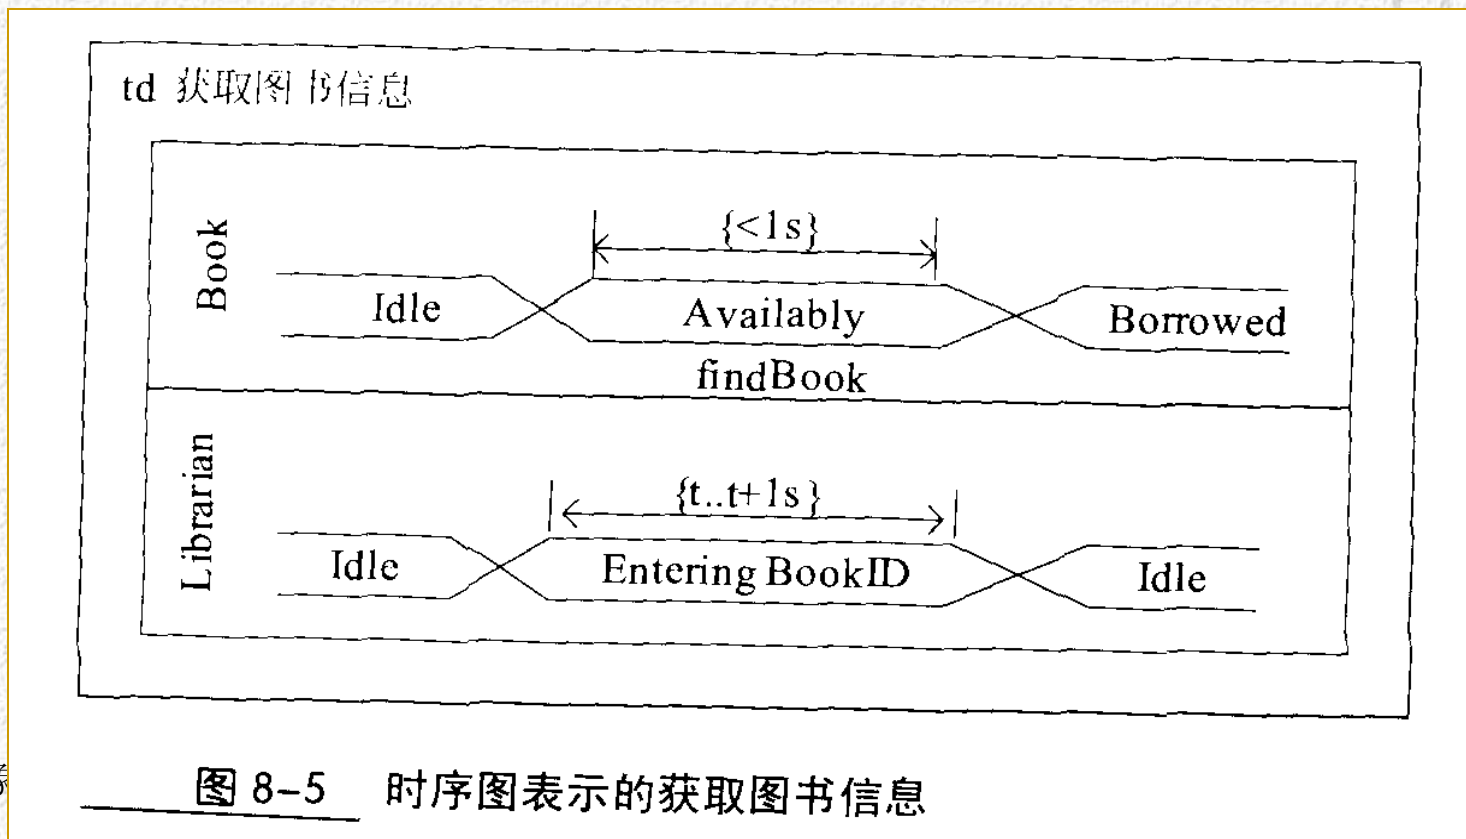 td 获取图书信息
Book
{<1s}
Idle
Availably
Borrowed
findBook
Librarian
{t..t+1s}
Idle
Entering BookID
Idle
图 8-5 时序图表示的获取图书信息